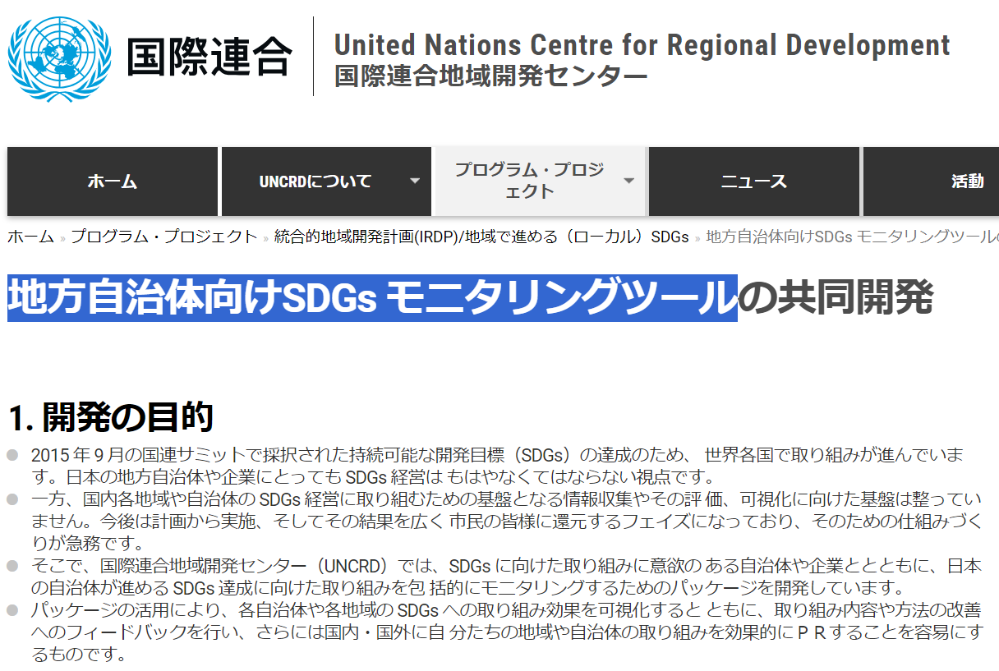 国際連合
United Nations Centre for Regional Development
国際連合地域開発センター
ホーム
UNCRDについて
プログラム・プロジ
ェクト
ニュース
活動
ホーム » プログラム・プロジェクト » 統合的地域開発計画(IRDP)/地域で進める（ローカル）SDGs » 地方自治体向けSDGs モニタリングツール
地方自治体向けSDGs モニタリングツールの共同開発
1. 開発の目的
2015 年 9 月の国連サミットで採択された持続可能な開発目標（SDGs）の達成のため、 世界各国で取り組みが進んでいま
す。日本の地方自治体や企業にとっても SDGs 経営は もはやなくてはならない視点です。
一方、国内各地域や自治体の SDGs 経営に取り組むための基盤となる情報収集やその評 価、可視化に向けた基盤は整ってい
ません。今後は計画から実施、そしてその結果を広く 市民の皆様に還元するフェイズになっており、そのための仕組みづく
りが急務です。
そこで、国際連合地域開発センター（UNCRD）では、SDGs に向けた取り組みに意欲の ある自治体や企業ととともに、日本
の自治体が進める SDGs 達成に向けた取り組みを包 括的にモニタリングするためのパッケージを開発しています。
パッケージの活用により、各自治体や各地域の SDGs への取り組み効果を可視化すると ともに、取り組み内容や方法の改善
へのフィードバックを行い、さらには国内・国外に自 分たちの地域や自治体の取り組みを効果的にＰＲすることを容易にす
るものです。